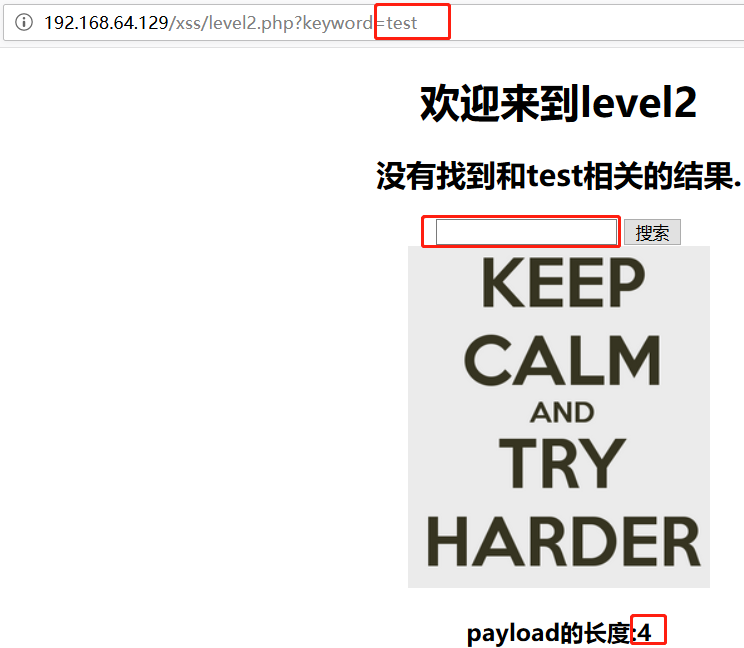 192.168.64.129/xss/level2.php?keyword=test
欢迎来到level2
没有找到和test相关的结果.
搜索
KEEP
CALM
AND
TRY
HARDER
payload的长度:4